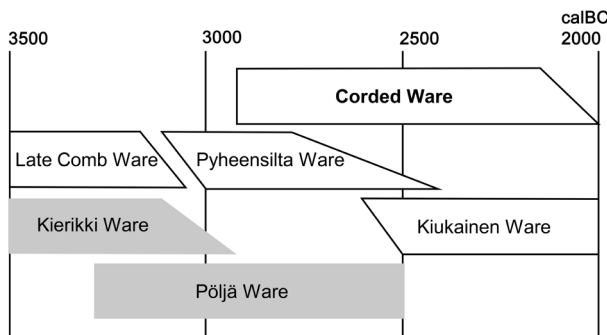 calBC
3500 3000 2500 2000
Corded Ware
Late Comb Ware Pyheensilta Ware
Kierikki Ware Kiukainen Ware
Pöljä Ware